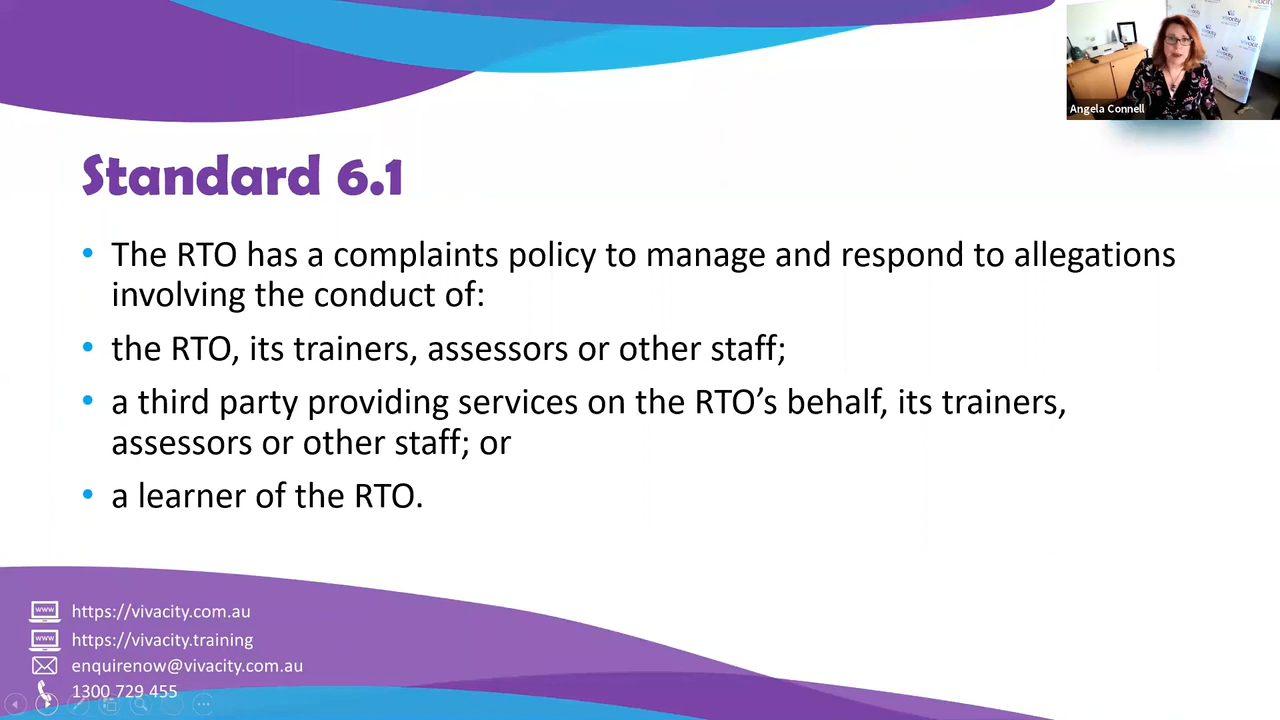 Angela Connell
vivacity
Standard 6.1
• The RTO has a complaints policy to manage and respond to allegations
involving the conduct of:
• the RTO, its trainers, assessors or other staff;
• a third party providing services on the RTO’s behalf, its trainers,
assessors or other staff; or
• a learner of the RTO.
www https://vivacity.com.au
www https://vivacity.training
enquirenow@vivacity.com.au
1300 729 455